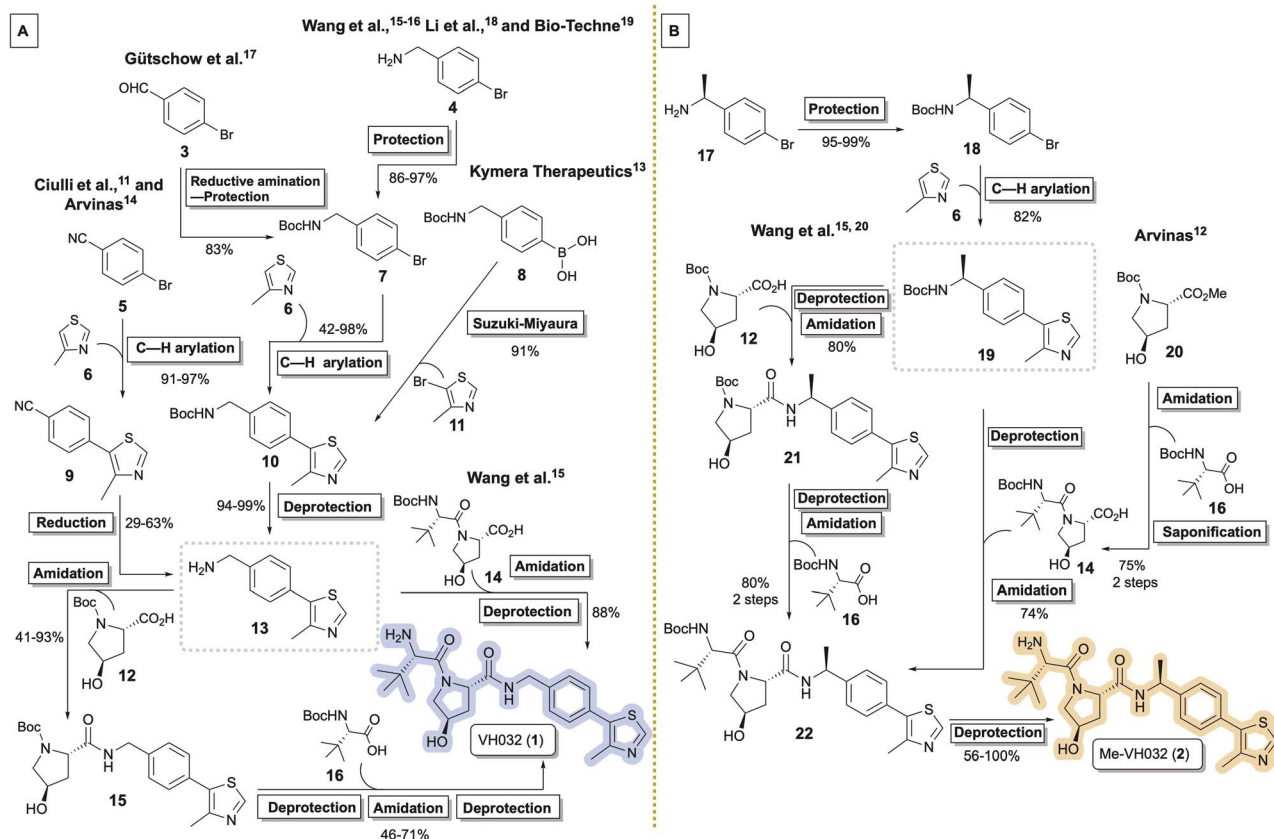 A
Wang et al.,15-16 Li et al.,18 and Bio-Techne19
Gütschow et al.17
OHC
Br
3
H2N
Br
4
Protection
86-97%
Kymera Therapeutics13
Ciulli et al.,11 and
Arvinas14
Reductive amination
—Protection
83%
NC
Br
5
BocHN
Br
7
BocHN
B
OH
OH
8
S
N
6
42-98%
C—H arylation
Suzuki-Miyaura
91%
S
N
6
C—H arylation
91-97%
Br
S
N
11
NC
S
N
9
BocHN
S
N
10
Reduction
29-63%
94-99%
Deprotection
Wang et al.15
BocHN
O
N
CO2H
HO
14
Amidation
Deprotection
88%
H2N
S
N
13
Amidation
41-93%
Boc
N
CO2H
HO
12
H2N
O
N
O
N
H
HO
S
N
VH032 (1)
Boc
N
O
N
H
HO
S
N
15
BocHN
O
OH
16
Deprotection
Amidation
Deprotection
46-71%
B
H2N
Br
17
Protection
95-99%
BocHN
Br
18
S
N
6
C—H arylation
82%
Wang et al.15, 20
Arvinas12
Boc
N
CO2H
HO
12
Deprotection
Amidation
80%
BocHN
S
N
19
Boc
N
CO2Me
HO
20
Boc
N
O
N
H
HO
S
N
21
Deprotection
Amidation
BocHN
O
OH
16
Saponification
75%
2 steps
Deprotection
Amidation
80%
2 steps
BocHN
O
OH
16
BocHN
O
N
CO2H
HO
14
Amidation
74%
BocHN
O
N
O
N
H
HO
S
N
22
Deprotection
56-100%
H2N
O
N
O
N
H
HO
S
N
Me-VH032 (2)